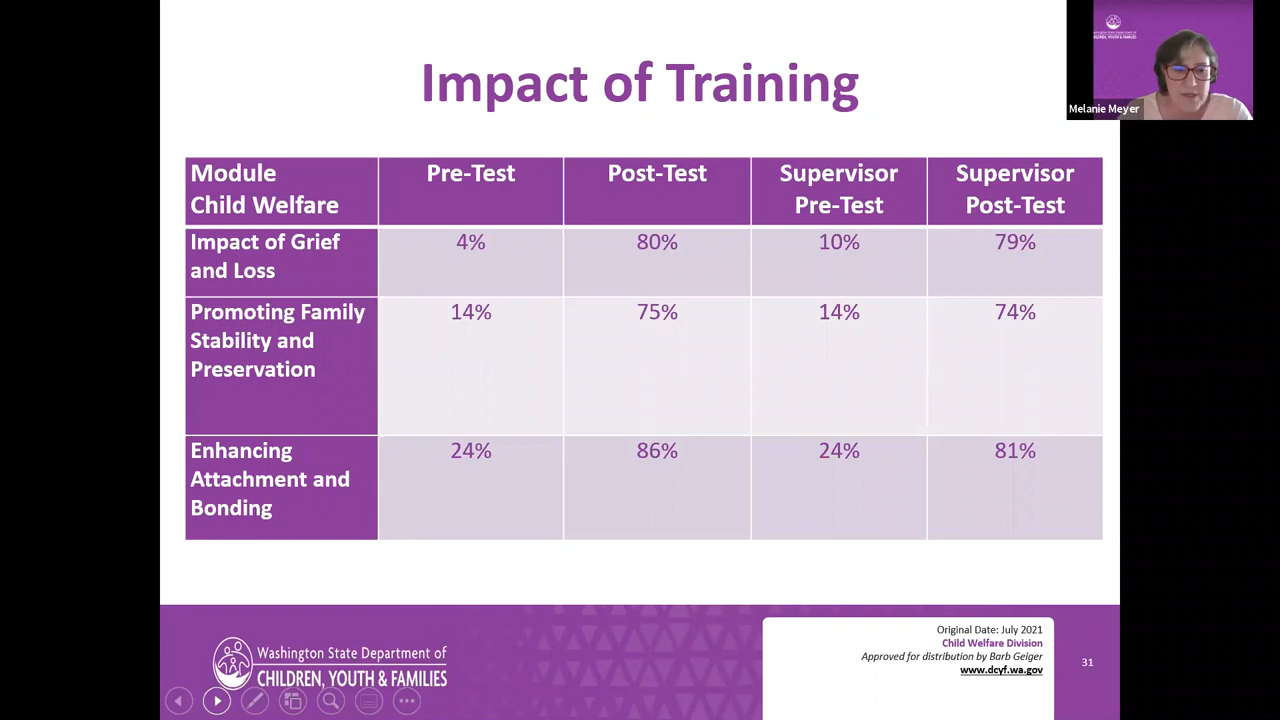 Impact of Training
Melanie Meyer
Module
Child Welfare
Pre-Test
Post-Test
Supervisor
Pre-Test
Supervisor
Post-Test
Impact of Grief
and Loss
4%
80%
10%
79%
Promoting Family
Stability and
Preservation
14%
75%
14%
74%
Enhancing
Attachment and
Bonding
24%
86%
24%
81%
Washington State Department of
CHILDREN, YOUTH & FAMILIES
Original Date: July 2021
Child Welfare Division
Approved for distribution by Barb Geiger
www.dcyf.wa.gov
31